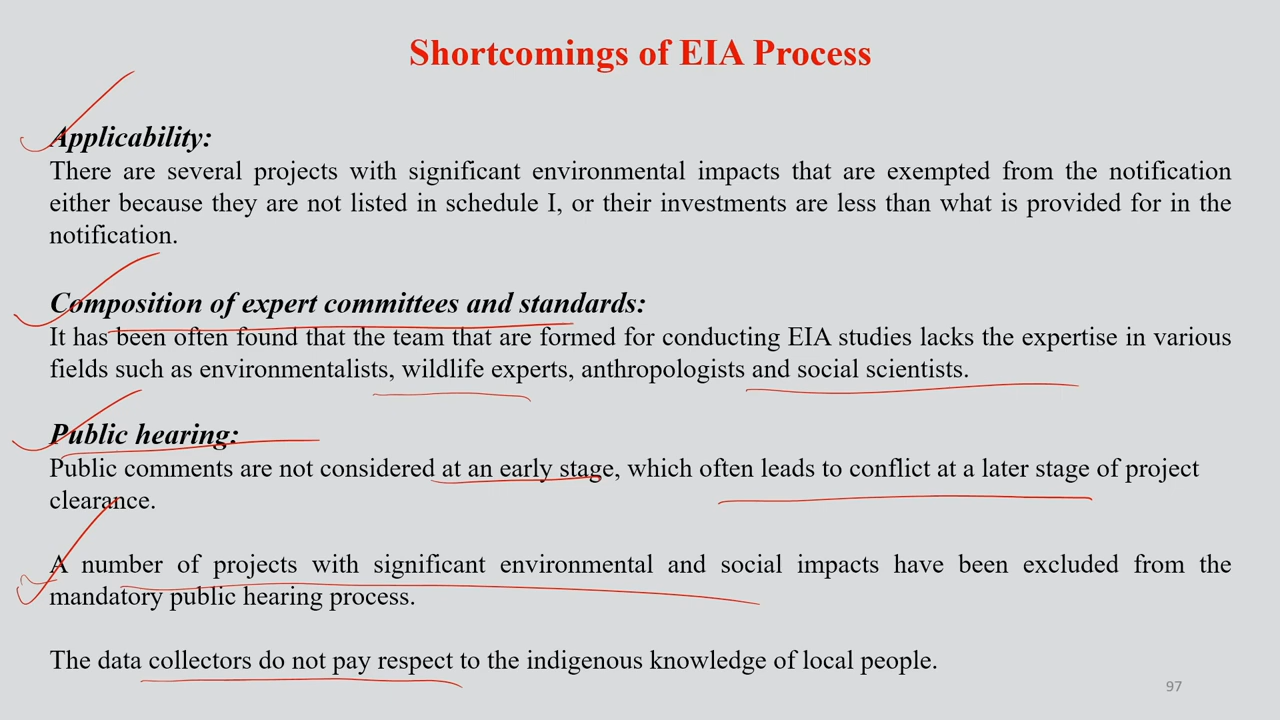 Shortcomings of EIA Process
Applicability:
There are several projects with significant environmental impacts that are exempted from the notification
either because they are not listed in schedule I, or their investments are less than what is provided for in the
notification.
Composition of expert committees and standards:
It has been often found that the team that are formed for conducting EIA studies lacks the expertise in various
fields such as environmentalists, wildlife experts, anthropologists and social scientists.
Public hearing:
Public comments are not considered at an early stage, which often leads to conflict at a later stage of project
clearance.
A number of projects with significant environmental and social impacts have been excluded from the
mandatory public hearing process.
The data collectors do not pay respect to the indigenous knowledge of local people.
97